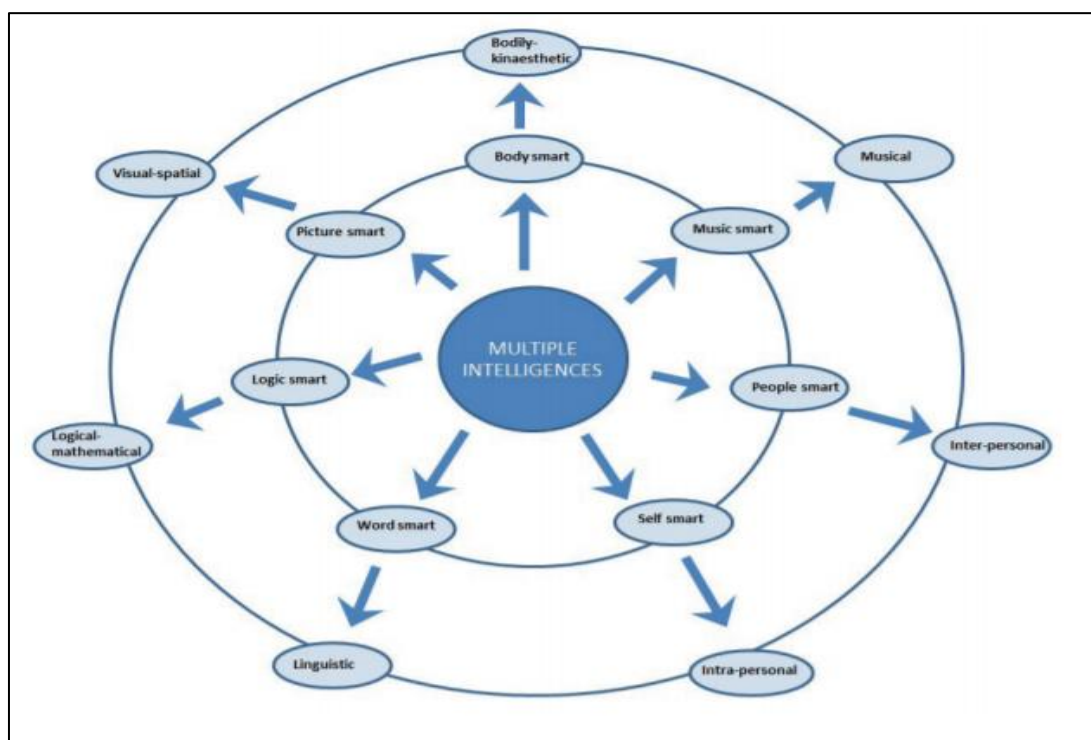 Bodily-
kinaesthetic
Body smart
Musical
Visual-spatial
Music smart
Picture smart
MULTIPLE
INTELLIGENCES
Logic smart
People smart
Logical-
mathematical
Inter-personal
Word smart
Self smart
Linguistic
Intra-personal